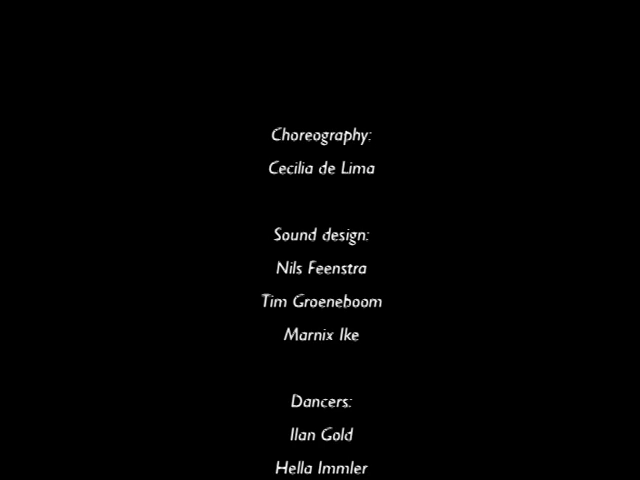 Choreography:
Cecilia de Lima
Sound design:
Nils Feenstra
Tim Groeneboom
Marnix Ike
Dancers:
Ilan Gold
Hella Immler